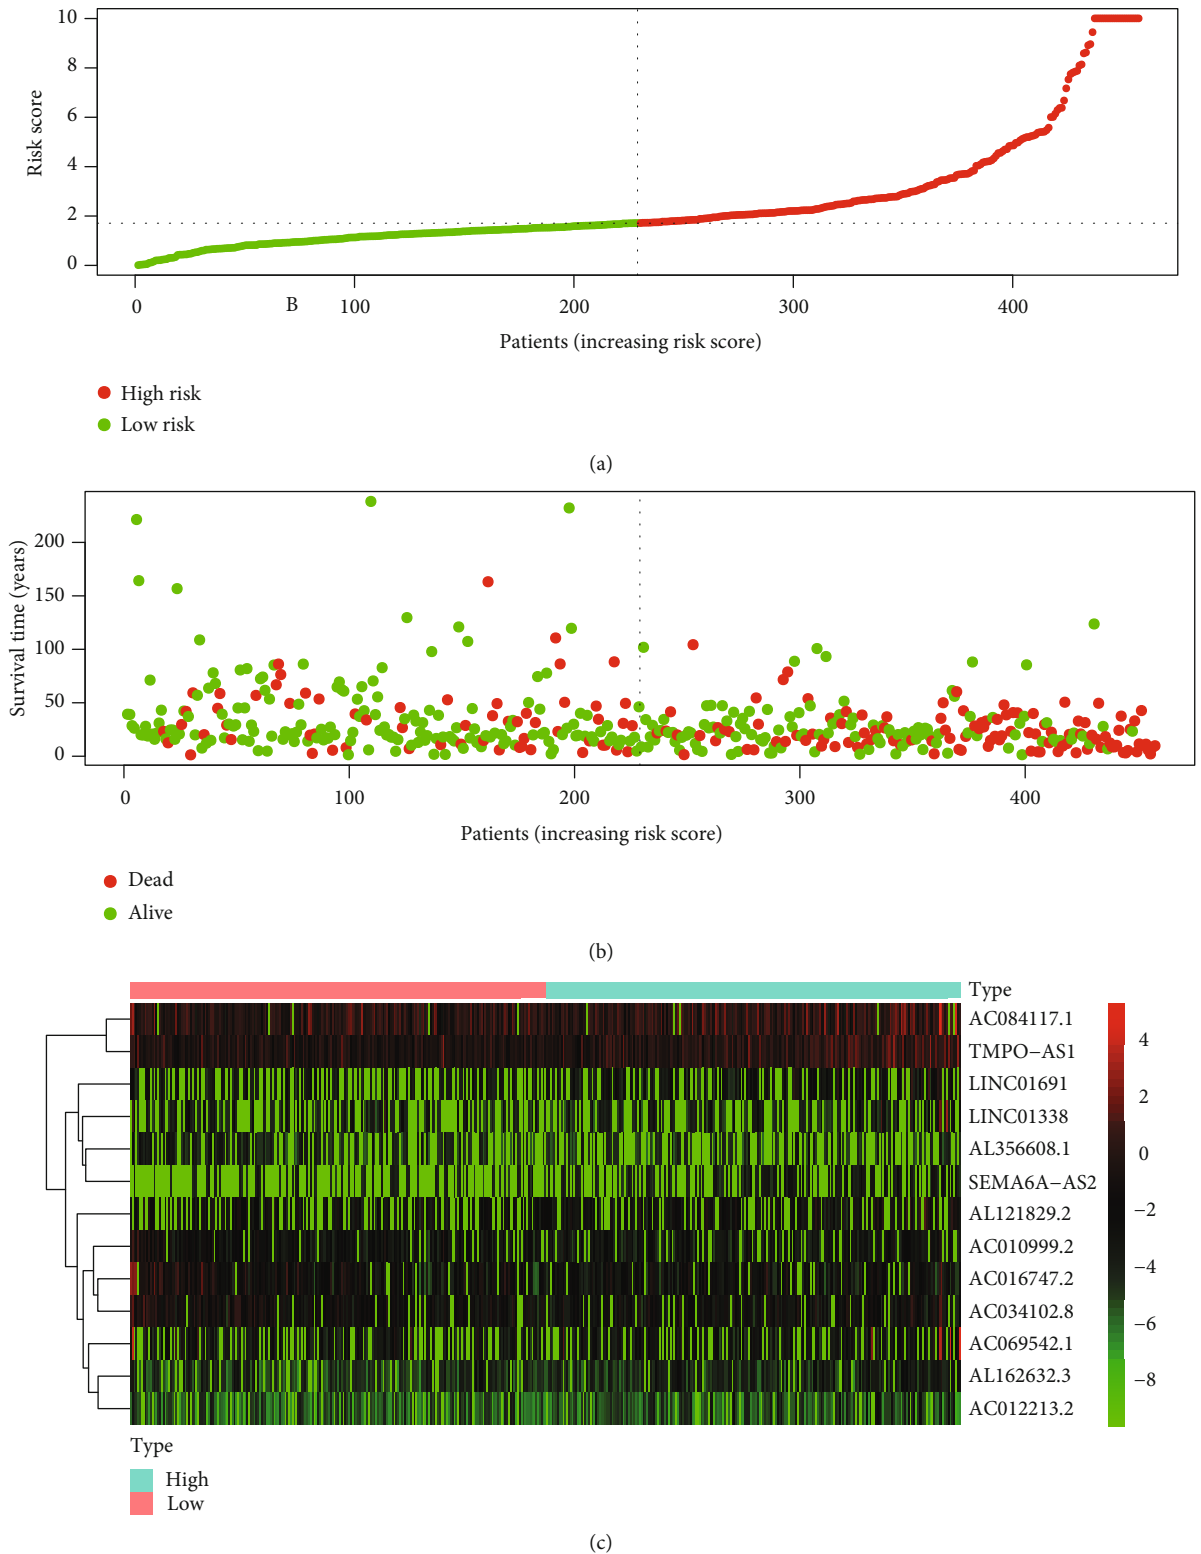 10
8
6
4
2
0
Risk score
0
B
100
200
300
400
Patients (increasing risk score)
High risk
Low risk
(a)
200
150
100
50
0
Survival time (years)
0
100
200
300
400
Patients (increasing risk score)
Dead
Alive
(b)
Type
AC084117.1
TMPO−AS1
LINC01691
LINC01338
AL356608.1
SEMA6A−AS2
AL121829.2
AC010999.2
AC016747.2
AC034102.8
AC069542.1
AL162632.3
AC012213.2
4
2
0
−2
−4
−6
−8
Type
High
Low
(c)